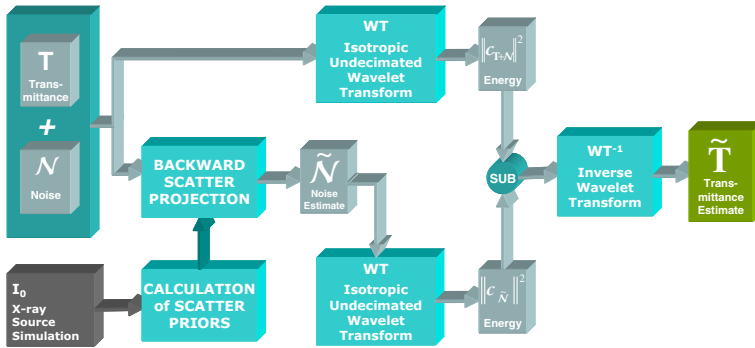 T
Trans-
mittance
+
N
Noise
I₀
X-ray
Source
Simulation
WT
Isotropic
Undecimated
Wavelet
Transform
BACKWARD
SCATTER
PROJECTION
CALCULATION
of SCATTER
PRIORS
Ñ
Noise
Estimate
WT
Isotropic
Undecimated
Wavelet
Transform
‖c_T+N‖²
Energy
SUB
‖c_Ñ‖²
Energy
WT⁻¹
Inverse
Wavelet
Transform
T̃
Trans-
mittance
Estimate